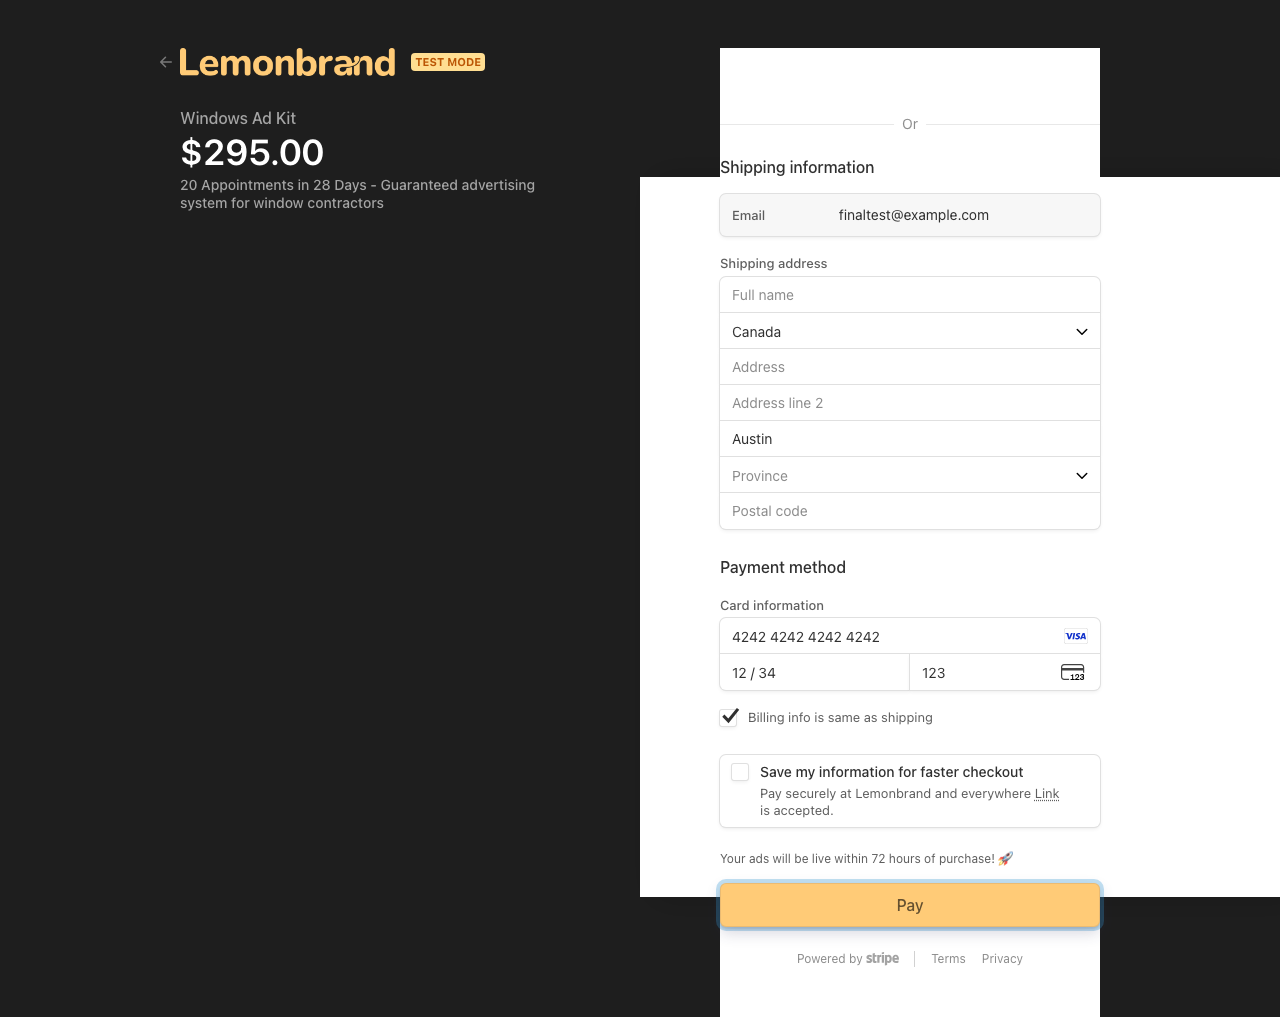 Lemonbrand TEST MODE
Windows Ad Kit
$295.00
20 Appointments in 28 Days - Guaranteed advertising
system for window contractors
Or
Shipping information
Email finaltest@example.com
Shipping address
Full name
Canada
Address
Address line 2
Austin
Province
Postal code
Payment method
Card information
4242 4242 4242 4242 VISA
12 / 34 123 123
Billing info is same as shipping
Save my information for faster checkout
Pay securely at Lemonbrand and everywhere Link
is accepted.
Your ads will be live within 72 hours of purchase! 🚀
Pay
Powered by stripe Terms Privacy